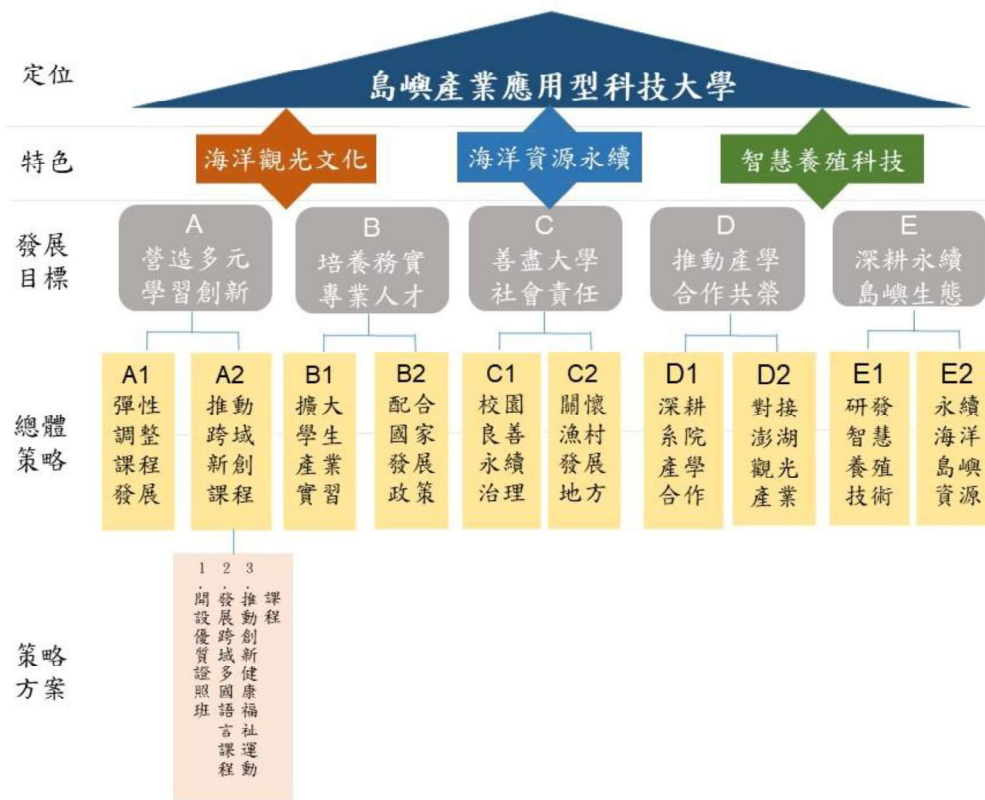 定位
島嶼產業應用型科技大學
特色
海洋觀光文化
海洋資源永續
智慧養殖科技
發展
目標
A
營造多元
學習創新
B
培養務實
專業人才
C
善盡大學
社會責任
D
推動產學
合作共榮
E
深耕永續
島嶼生態
總體
策略
A1
彈性
調整
課程
發展
A2
推動
跨域
新創
課程
B1
擴大
學生
產業
實習
B2
配合
國家
發展
政策
C1
校園
良善
永續
治理
C2
關懷
漁村
發展
地方
D1
深耕
系院
產學
合作
D2
對接
澎湖
觀光
產業
E1
研發
智慧
養殖
技術
E2
永續
海洋
島嶼
資源
策略
方案
1.開設優質證照班
2.發展跨域多國語言課程
3.推動創新健康福祉運動
課程